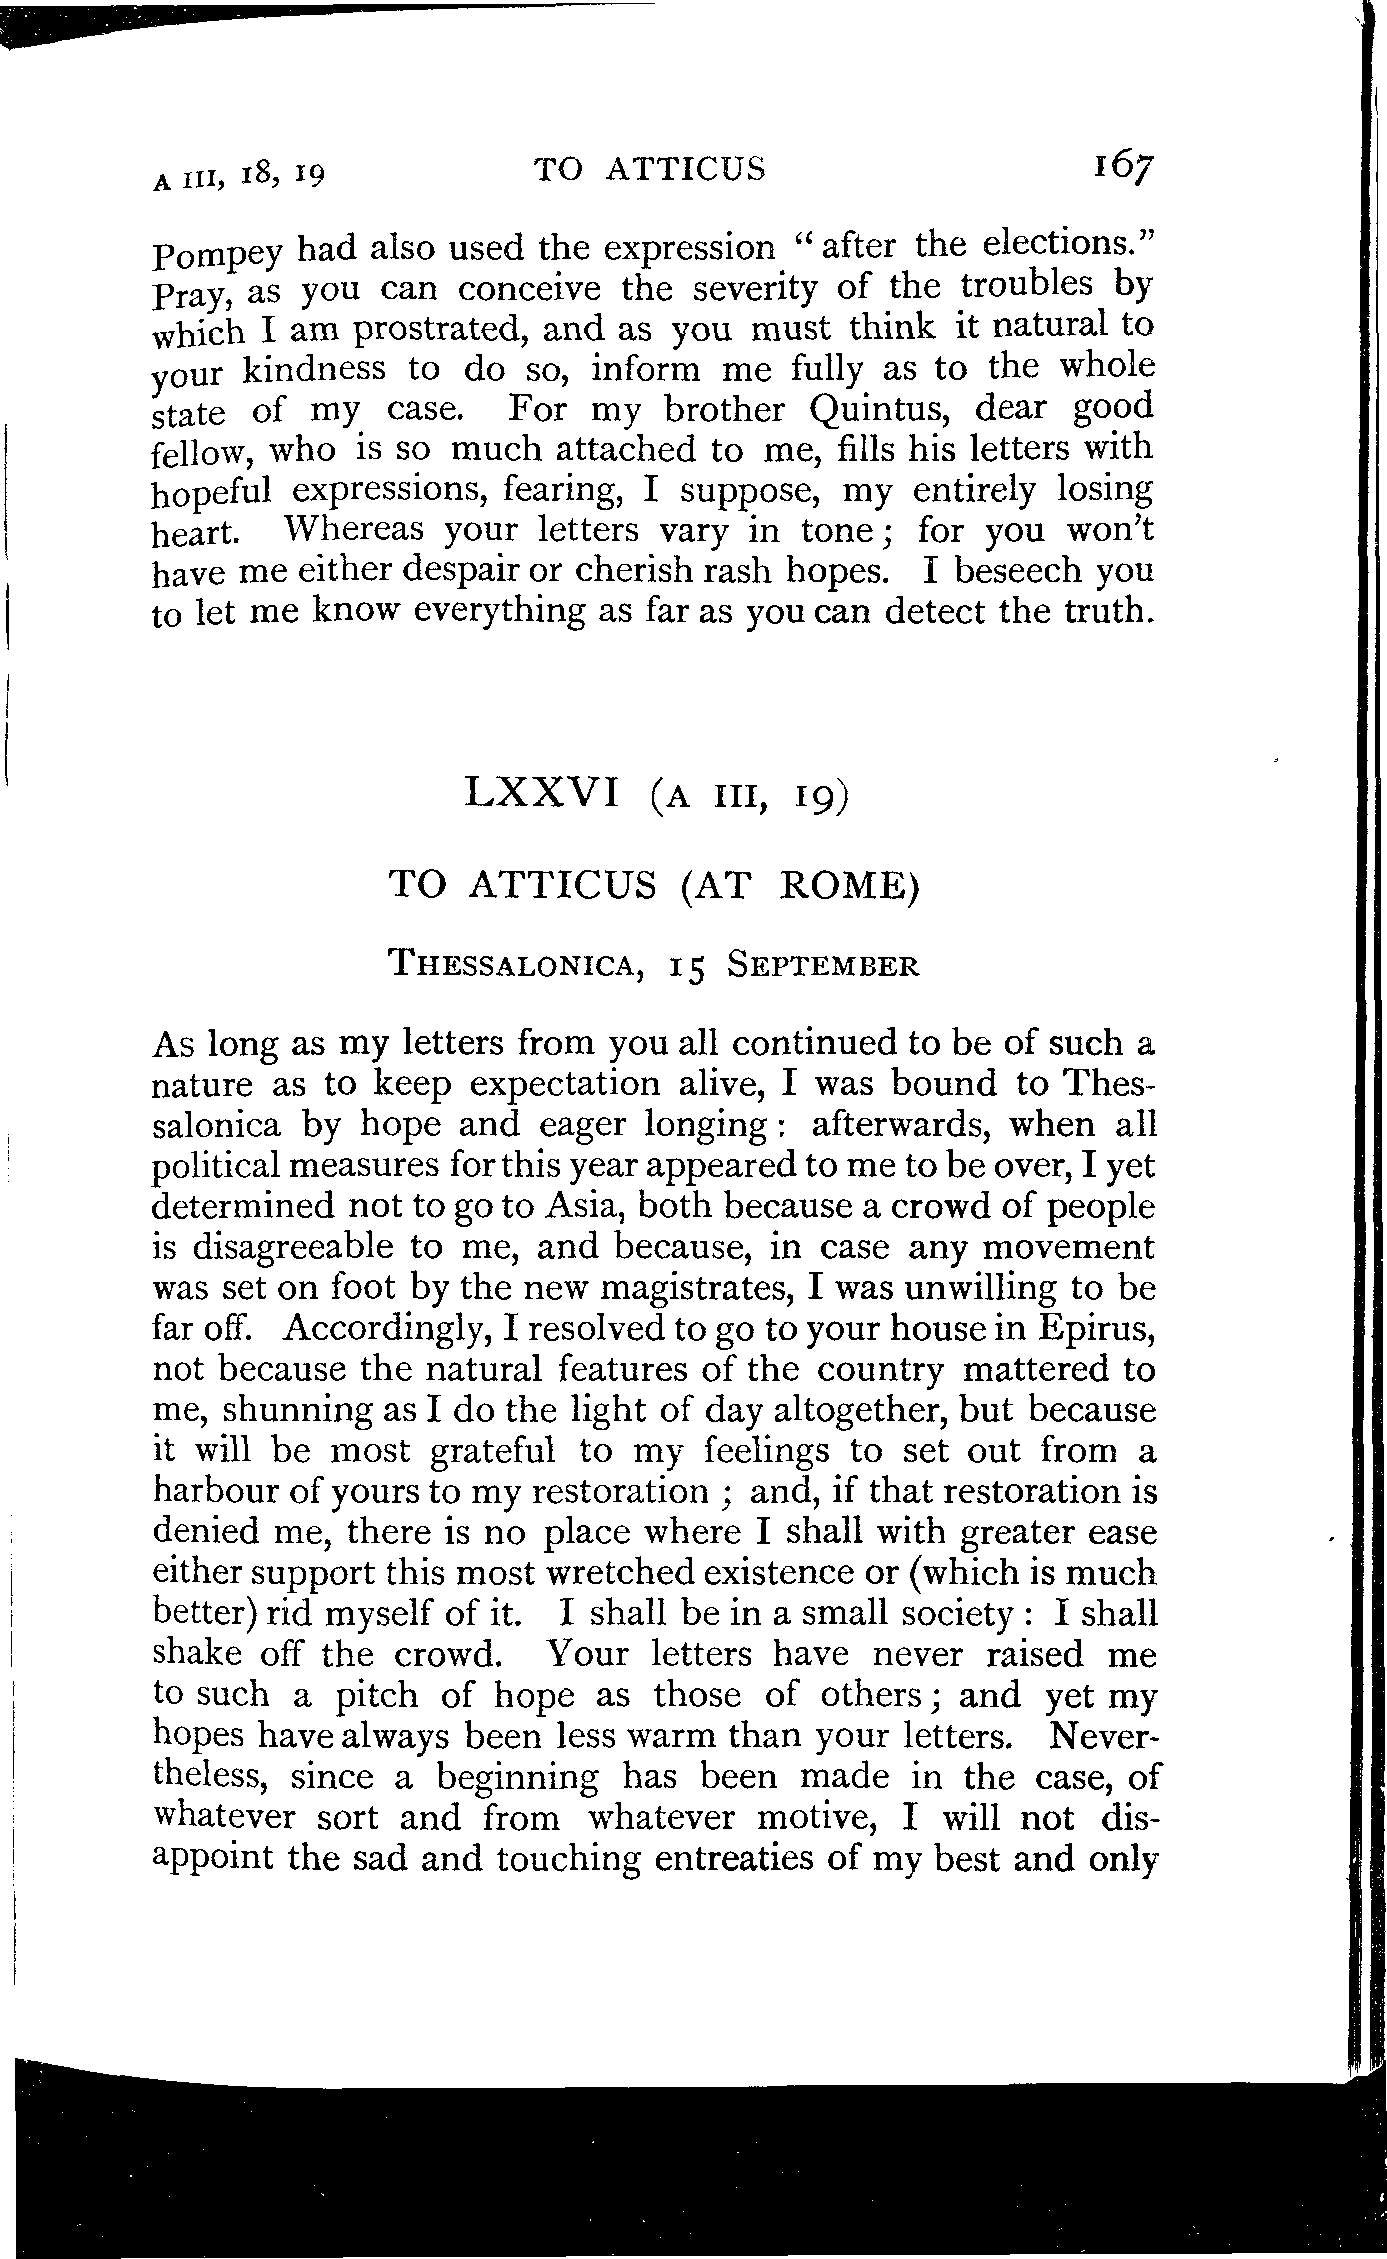 A III, 18, 19 TO ATTICUS 167
Pompey had also used the expression “after the elections.”
Pray, as you can conceive the severity of the troubles by
which I am prostrated, and as you must think it natural to
your kindness to do so, inform me fully as to the whole
state of my case. For my brother Quintus, dear good
fellow, who is so much attached to me, fills his letters with
hopeful expressions, fearing, I suppose, my entirely losing
heart. Whereas your letters vary in tone; for you won't
have me either despair or cherish rash hopes. I beseech you
to let me know everything as far as you can detect the truth.
LXXVI (A III, 19)
TO ATTICUS (AT ROME)
THESSALONICA, 15 SEPTEMBER
As long as my letters from you all continued to be of such a
nature as to keep expectation alive, I was bound to Thes-
salonica by hope and eager longing: afterwards, when all
political measures for this year appeared to me to be over, I yet
determined not to go to Asia, both because a crowd of people
is disagreeable to me, and because, in case any movement
was set on foot by the new magistrates, I was unwilling to be
far off. Accordingly, I resolved to go to your house in Epirus,
not because the natural features of the country mattered to
me, shunning as I do the light of day altogether, but because
it will be most grateful to my feelings to set out from a
harbour of yours to my restoration ; and, if that restoration is
denied me, there is no place where I shall with greater ease
either support this most wretched existence or (which is much
better) rid myself of it. I shall be in a small society : I shall
shake off the crowd. Your letters have never raised me
to such a pitch of hope as those of others; and yet my
hopes have always been less warm than your letters. Never-
theless, since a beginning has been made in the case, of
whatever sort and from whatever motive, I will not dis-
appoint the sad and touching entreaties of my best and only